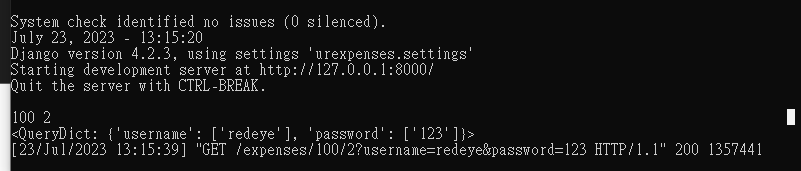 System check identified no issues (0 silenced).
July 23, 2023 - 13:15:20
Django version 4.2.3, using settings 'urexpenses.settings'
Starting development server at http://127.0.0.1:8000/
Quit the server with CTRL-BREAK.
100 2
<QueryDict: {'username': ['redeye'], 'password': ['123']}>
[23/Jul/2023 13:15:39] "GET /expenses/100/2?username=redeye&password=123 HTTP/1.1" 200 1357441